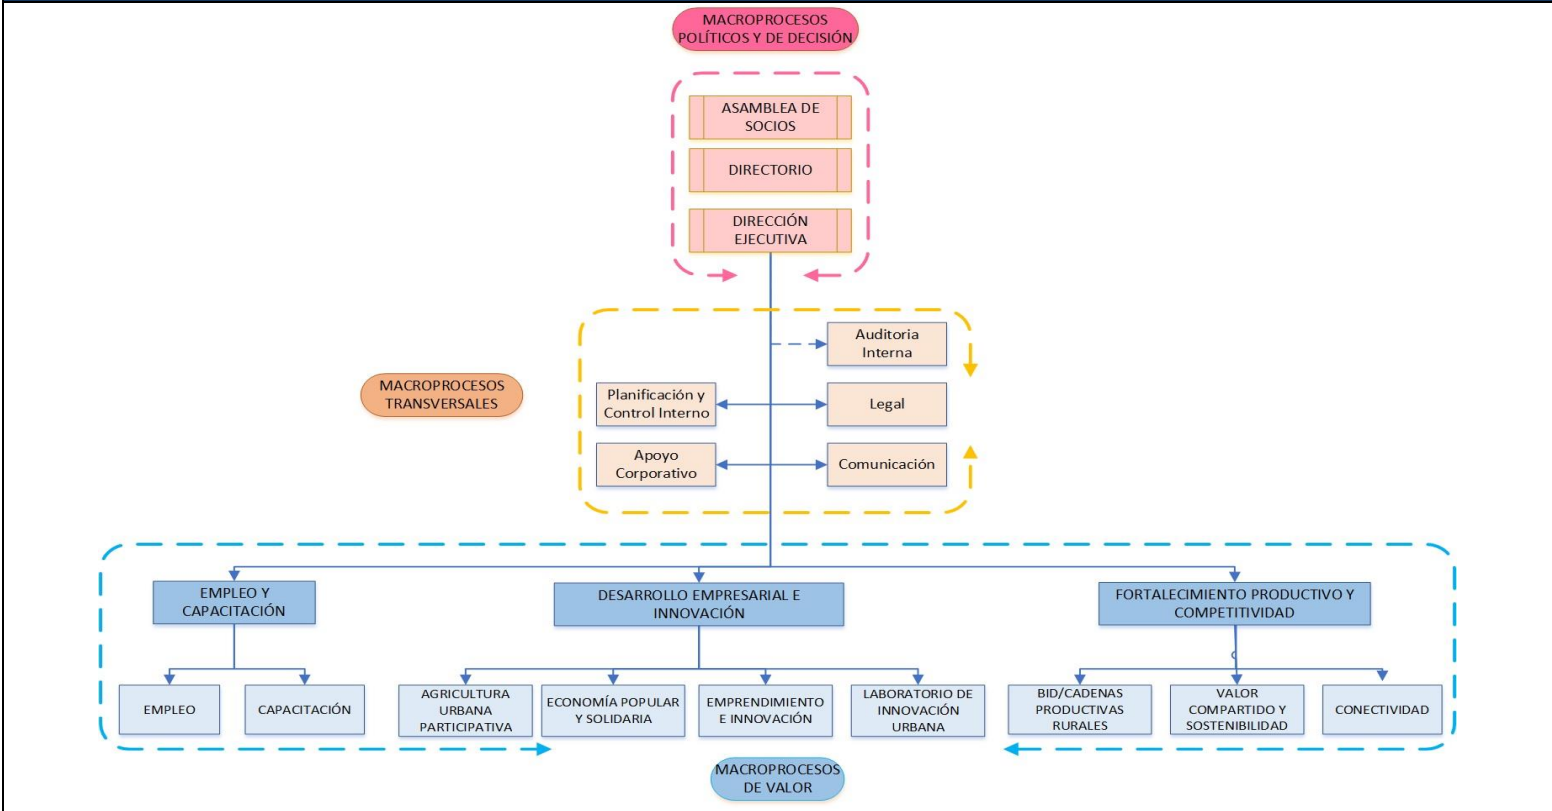 MACROPROCESOS
POLÍTICOS Y DE DECISIÓN
ASAMBLEA DE
SOCIOS
DIRECTORIO
DIRECCIÓN
EJECUTIVA
Auditoria
Interna
MACROPROCESOS
TRANSVERSALES
Planificación y
Control Interno
Legal
Apoyo
Corporativo
Comunicación
EMPLEO Y
CAPACITACIÓN
DESARROLLO EMPRESARIAL E
INNOVACIÓN
FORTALECIMIENTO PRODUCTIVO Y
COMPETITIVIDAD
EMPLEO
CAPACITACIÓN
AGRICULTURA
URBANA
PARTICIPATIVA
ECONOMÍA POPULAR
Y SOLIDARIA
EMPRENDIMIENTO
E INNOVACIÓN
LABORATORIO DE
INNOVACIÓN
URBANA
BID/CADENAS
PRODUCTIVAS
RURALES
VALOR
COMPARTIDO Y
SOSTENIBILIDAD
CONECTIVIDAD
MACROPROCESOS
DE VALOR